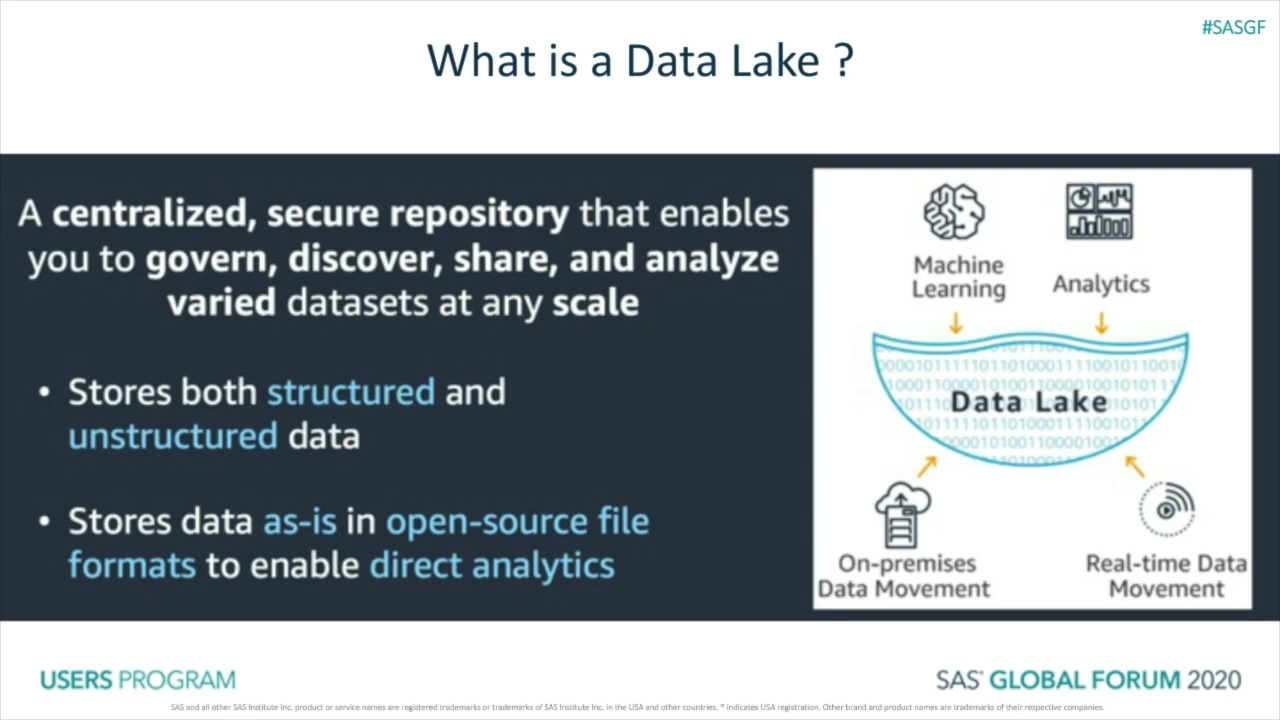 #SASGF
What is a Data Lake ?
A centralized, secure repository that enables
you to govern, discover, share, and analyze
varied datasets at any scale
• Stores both structured and
unstructured data
• Stores data as-is in open-source file
formats to enable direct analytics
Machine
Learning
Analytics
Data Lake
On-premises
Data Movement
Real-time Data
Movement
USERS PROGRAM
SAS® GLOBAL FORUM 2020
SAS and all other SAS Institute Inc. product or service names are registered trademarks or trademarks of SAS Institute Inc. in the USA and other countries. ® indicates USA registration. Other brand and product names are trademarks of their respective companies.